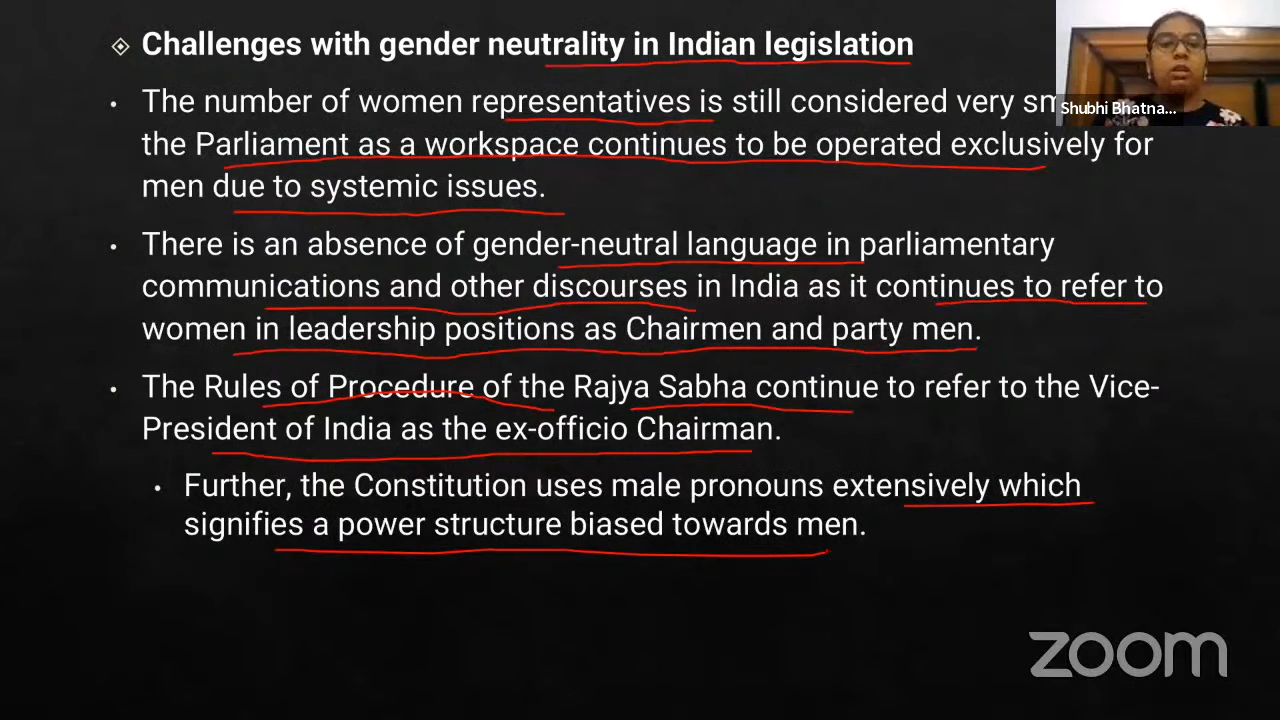 Challenges with gender neutrality in Indian legislation
The number of women representatives is still considered very
the Parliament as a workspace continues to be operated exclusively for
men due to systemic issues.
There is an absence of gender-neutral language in parliamentary
communications and other discourses in India as it continues to refer to
women in leadership positions as Chairmen and party men.
The Rules of Procedure of the Rajya Sabha continue to refer to the Vice-
President of India as the ex-officio Chairman.
Further, the Constitution uses male pronouns extensively which
signifies a power structure biased towards men.
Shubhi Bhatna...
zoom